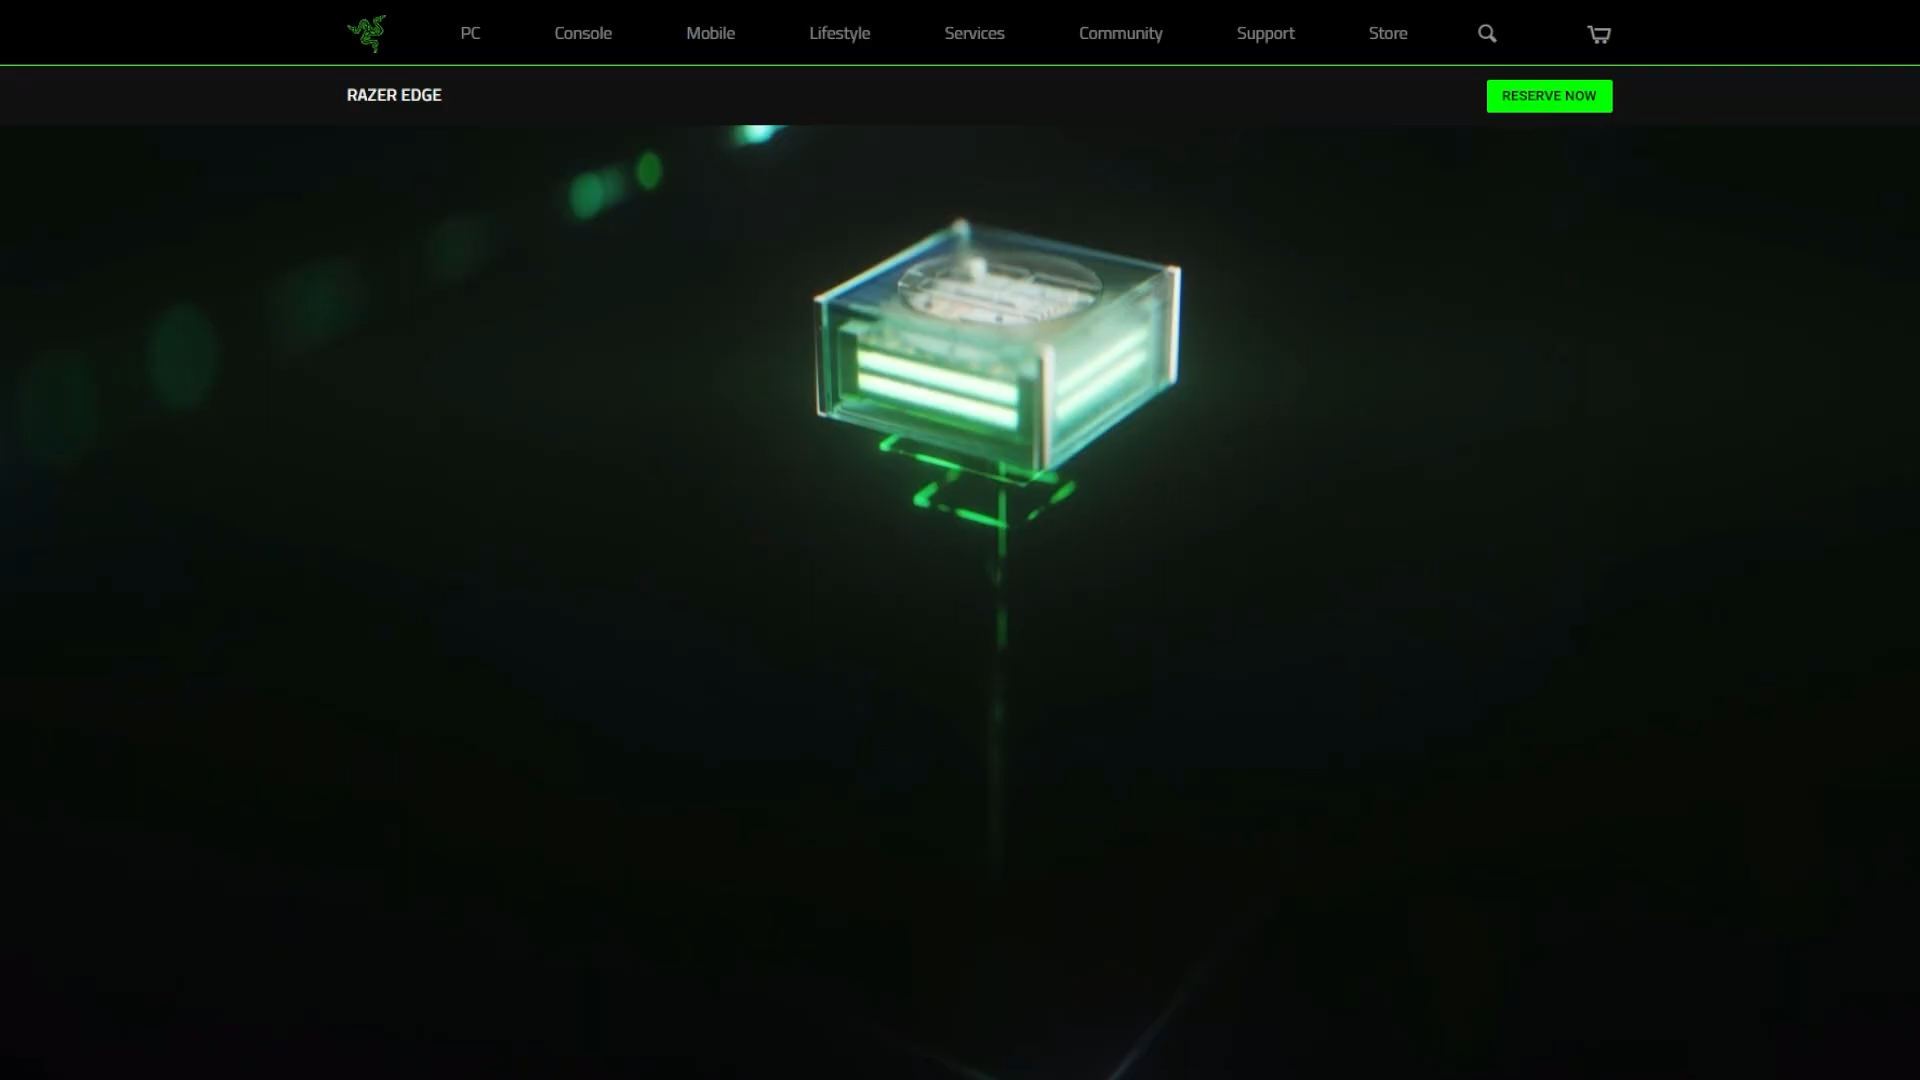 PC Console Mobile Lifestyle Services Community Support Store
RAZER EDGE
RESERVE NOW